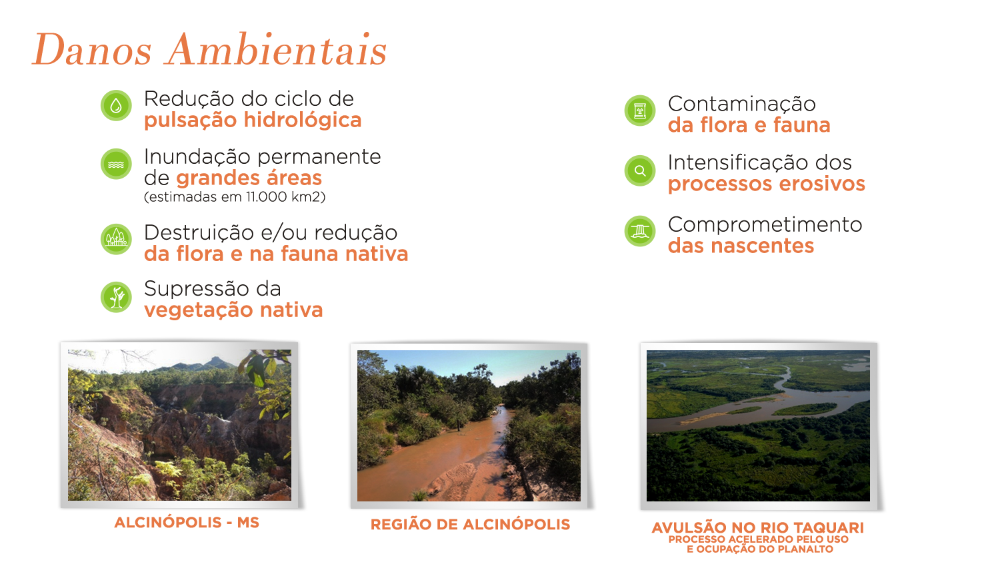 Danos Ambientais
Redução do ciclo de
pulsação hidrológica
Inundação permanente
de grandes áreas
(estimadas em 11.000 km2)
Destruição e/ou redução
da flora e na fauna nativa
Supressão da
vegetação nativa
Contaminação
da flora e fauna
Intensificação dos
processos erosivos
Comprometimento
das nascentes
ALCINÓPOLIS - MS
REGIÃO DE ALCINÓPOLIS
AVULSÃO NO RIO TAQUARI
PROCESSO ACELERADO PELO USO
E OCUPAÇÃO DO PLANALTO